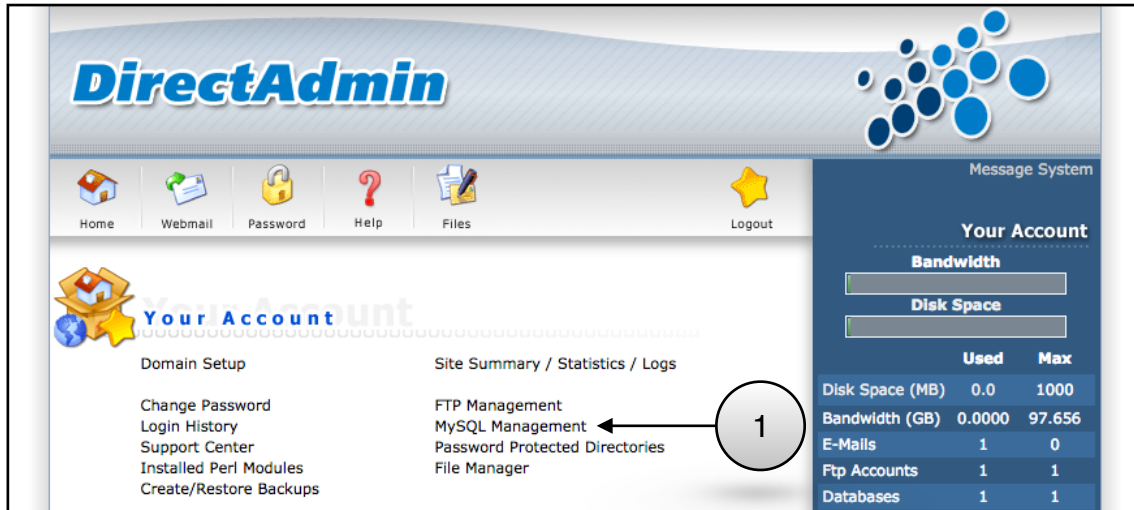 DirectAdmin
Message System
Home Webmail Password Help Files Logout
Your Account
Bandwidth
Disk Space
Your Account
Domain Setup Site Summary / Statistics / Logs
Change Password FTP Management
Login History MySQL Management 1
Support Center Password Protected Directories
Installed Perl Modules File Manager
Create/Restore Backups
Used Max
Disk Space (MB) 0.0 1000
Bandwidth (GB) 0.0000 97.656
E-Mails 1 0
Ftp Accounts 1 1
Databases 1 1